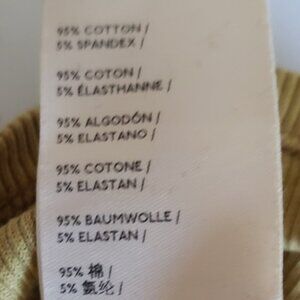 95% COTTON /
5% SPANDEX /
95% COTON /
5% ÉLASTHANNE /
95% ALGODÓN /
5% ELASTANO /
95% COTONE /
5% ELASTAN /
95% BAUMWOLLE /
5% ELASTAN /
95% 棉 /
5% 氨纶 /